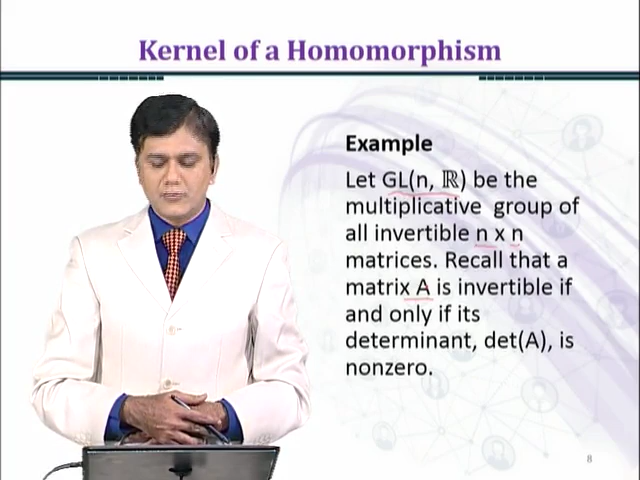 Kernel of a Homomorphism
Example
Let GL(n, ℝ) be the
multiplicative group of
all invertible n x n
matrices. Recall that a
matrix A is invertible if
and only if its
determinant, det(A), is
nonzero.
8